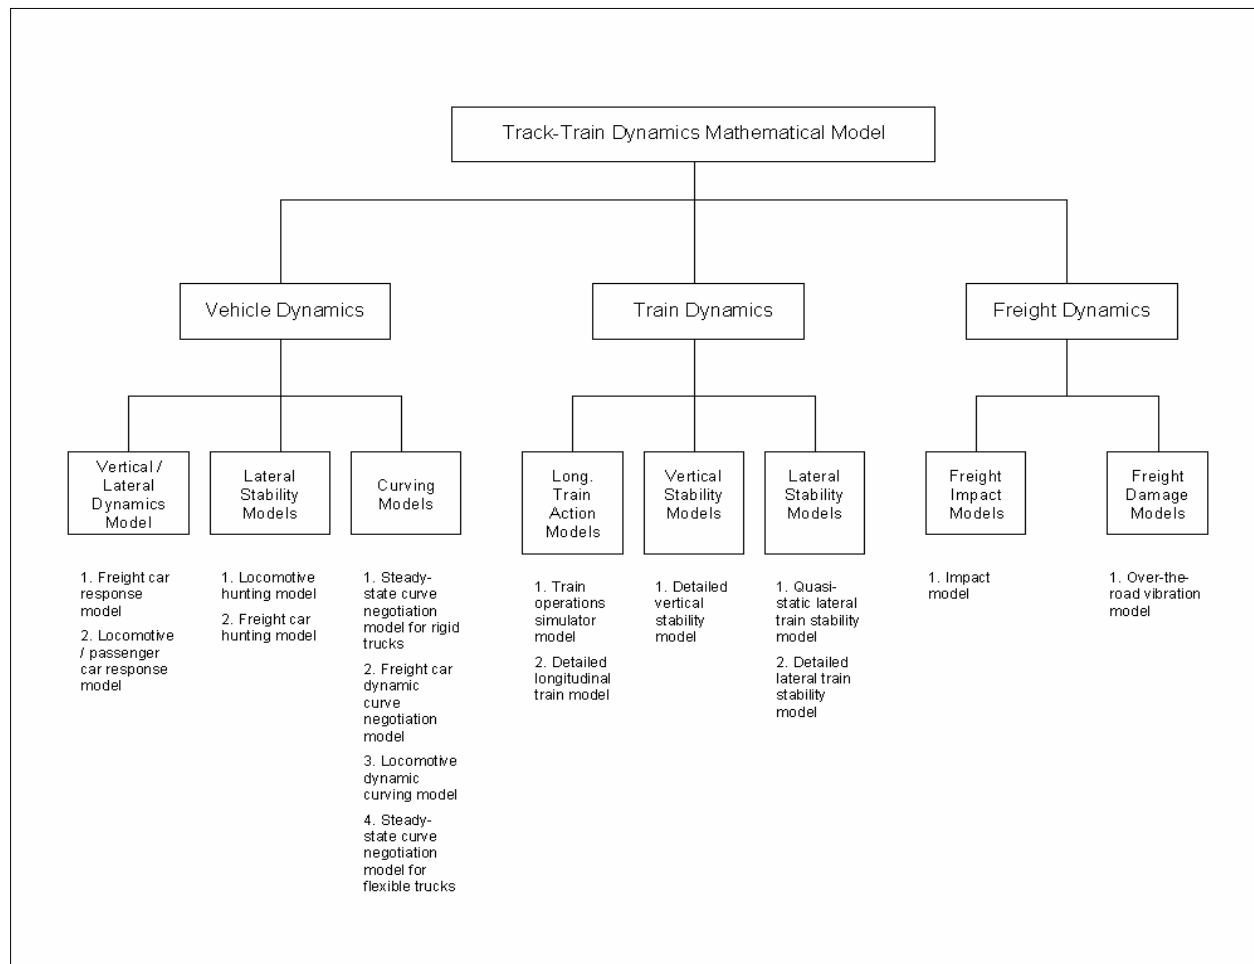 Track-Train Dynamics Mathematical Model
Vehicle Dynamics
Train Dynamics
Freight Dynamics
Vertical /
Lateral
Dynamics
Model
Lateral
Stability
Models
Curving
Models
Long.
Train
Action
Models
Vertical
Stability
Models
Lateral
Stability
Models
Freight
Impact
Models
Freight
Damage
Models
1. Freight car
response
model
2. Locomotive
/ passenger
car response
model
1. Locomotive
hunting model
2. Freight car
hunting model
1. Steady-
state curve
negotiation
model for rigid
trucks
2. Freight car
dynamic
curve
negotiation
model
3. Locomotive
dynamic
curving model
4. Steady-
state curve
negotiation
model for
flexible trucks
1. Train
operations
simulator
model
2. Detailed
longitudinal
train model
1. Detailed
vertical
stability
model
1. Quasi-
static lateral
train stability
model
2. Detailed
lateral train
stability
model
1. Impact
model
1. Over-the-
road vibration
model